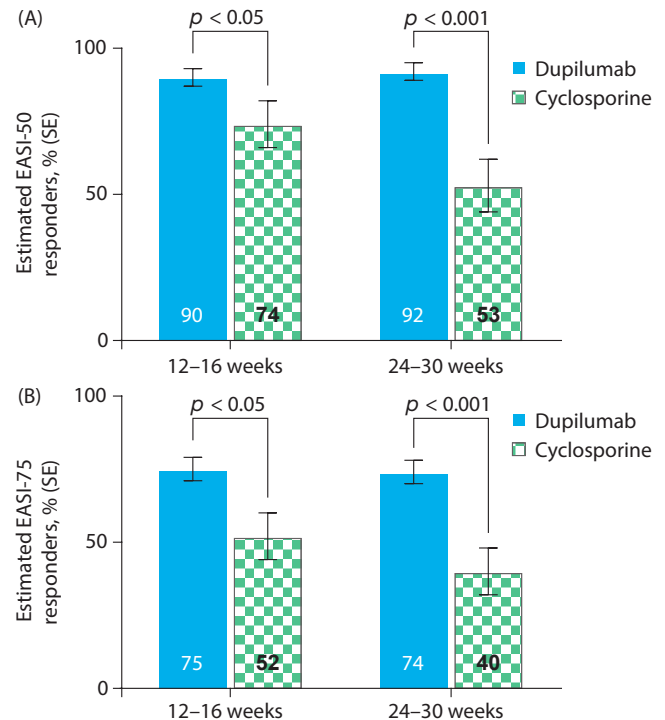 (A)
p < 0.05
p < 0.001
100
50
0
Estimated EASI-50
responders, % (SE)
Dupilumab
Cyclosporine
90
74
92
53
12–16 weeks
24–30 weeks
(B)
p < 0.05
p < 0.001
100
50
0
Estimated EASI-75
responders, % (SE)
Dupilumab
Cyclosporine
75
52
74
40
12–16 weeks
24–30 weeks